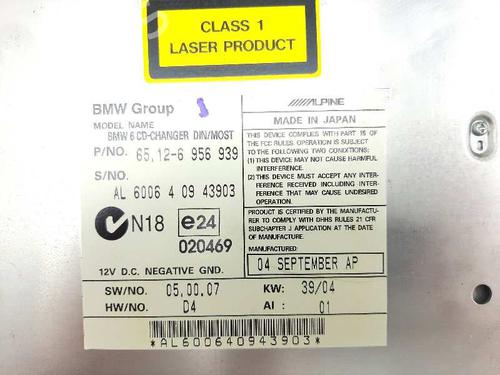 CLASS 1
LASER PRODUCT
BMW Group
MODEL NAME
BMW 6 CD-CHANGER DIN/MOST
P/NO. 65.12-6 956 939
S/NO.
AL 6006 4 09 43903
N18 e24
020469
12V D.C. NEGATIVE GND.
ALPINE
MADE IN JAPAN
THIS DEVICE COMPLIES WITH PART 15 OF
THE FCC RULES. OPERATION IS SUBJECT
TO THE FOLLOWING TWO CONDITIONS:
(1) THIS DEVICE MAY NOT CAUSE HARMFUL
INTERFERENCE.
(2) THIS DEVICE MUST ACCEPT ANY INTER-
FERENCE RECEIVED INCLUDING INTER-
FERENCE THAT MAY CAUSE UNDESIRED
OPERATION.
PRODUCT IS CERTIFIED BY THE MANUFACTU-
RER TO COMPLY WITH DHHS RULES 21 CFR
SUBCHAPTER J APPLICABLE AT DATE OF
MANUFACTURE.
MANUFACTURED:
04 SEPTEMBER AP
SW/NO. 05.00.07 KW: 39/04
HW/NO. D4 AI: 01
*AL600640943903*